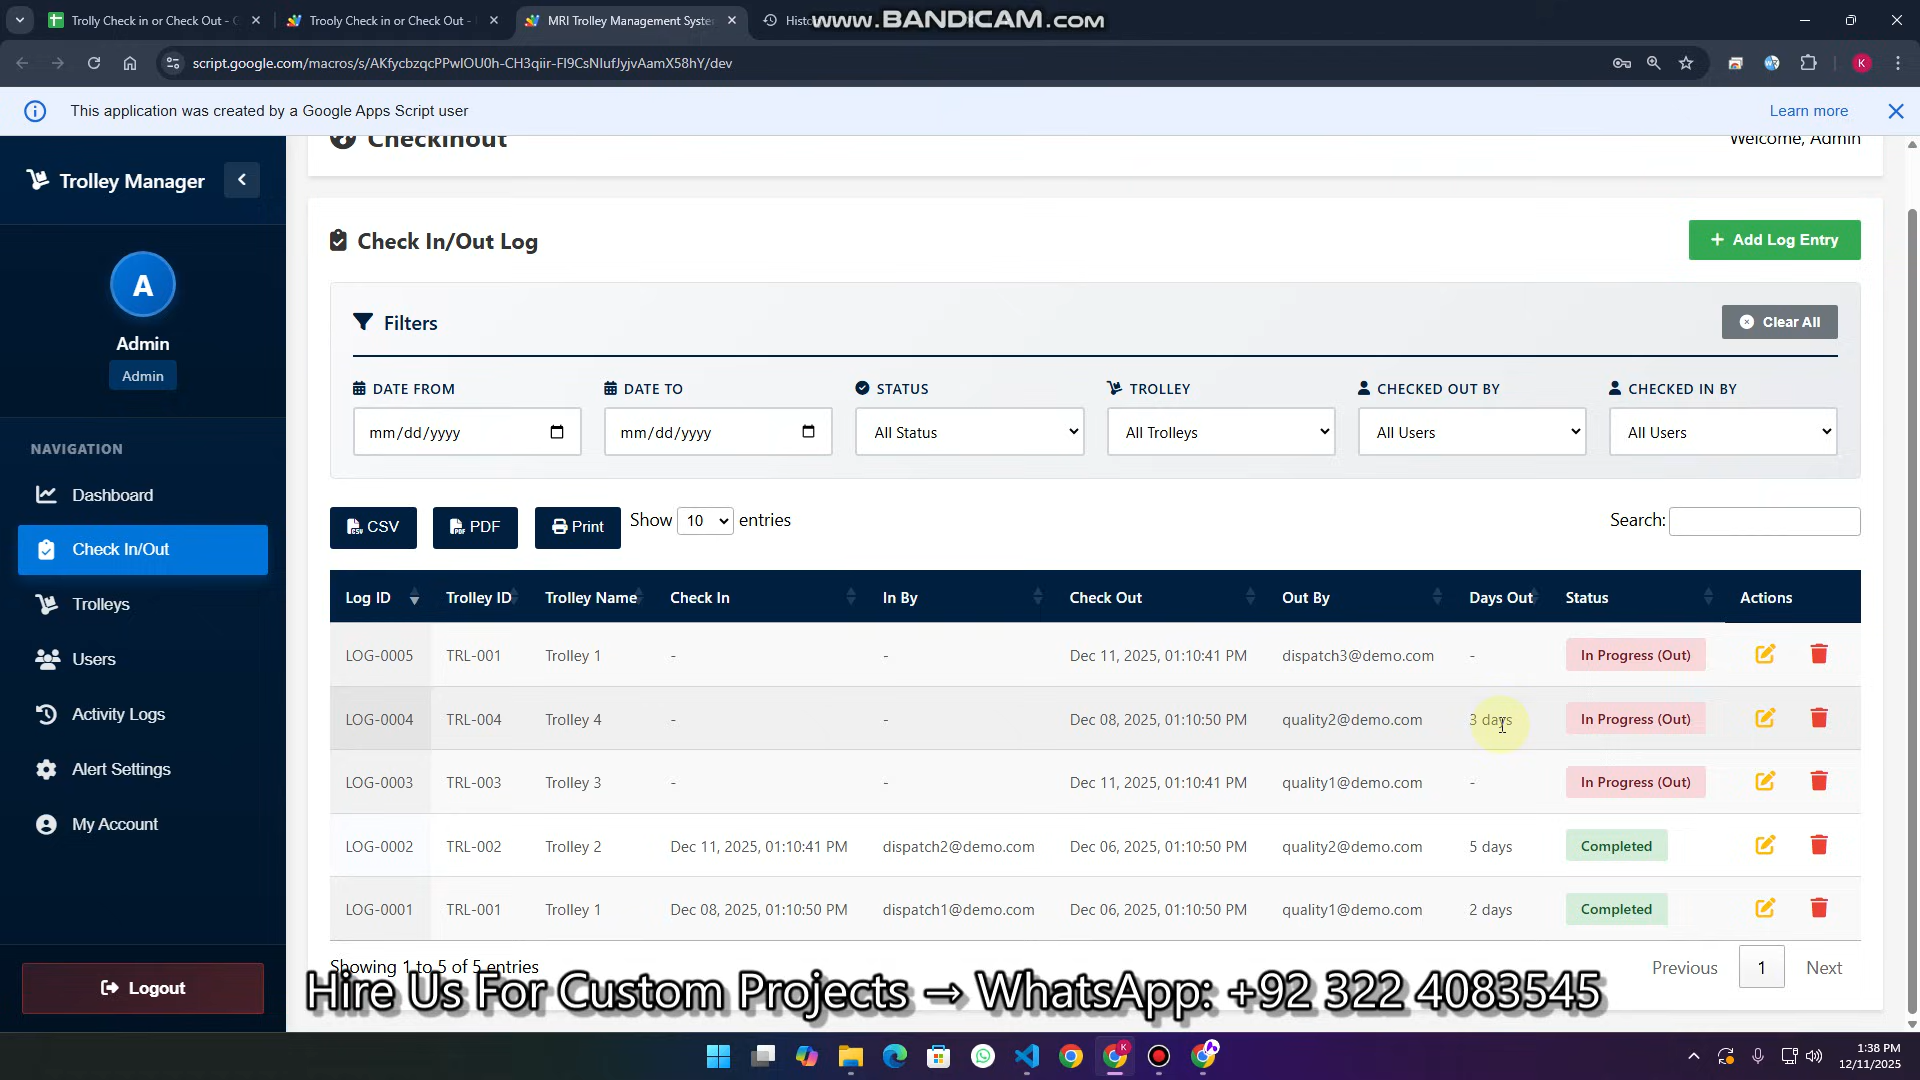 Trolly Check in or Check Out - 
Trooly Check in or Check Out - 
MRI Trolley Management Syste
Histo
www.BANDICAM.com
script.google.com/macros/s/AKfycbzqcPPwIOU0h-CH3qiir-FI9CsNIufJyjvAamX58hY/dev
K
This application was created by a Google Apps Script user
Learn more
Trolley Manager
A
Admin
Admin
NAVIGATION
Dashboard
Check In/Out
Trolleys
Users
Activity Logs
Alert Settings
My Account
Logout
Checkinout
Welcome, Admin
Check In/Out Log
+ Add Log Entry
Filters
Clear All
DATE FROM
DATE TO
STATUS
TROLLEY
CHECKED OUT BY
CHECKED IN BY
mm/dd/yyyy
mm/dd/yyyy
All Status
All Trolleys
All Users
All Users
CSV
PDF
Print
Show 10 entries
Search:
Log ID Trolley ID Trolley Name Check In In By Check Out Out By Days Out Status Actions
LOG-0005 TRL-001 Trolley 1 - - Dec 11, 2025, 01:10:41 PM dispatch3@demo.com - In Progress (Out)
LOG-0004 TRL-004 Trolley 4 - - Dec 08, 2025, 01:10:50 PM quality2@demo.com 3 days In Progress (Out)
LOG-0003 TRL-003 Trolley 3 - - Dec 11, 2025, 01:10:41 PM quality1@demo.com - In Progress (Out)
LOG-0002 TRL-002 Trolley 2 Dec 11, 2025, 01:10:41 PM dispatch2@demo.com Dec 06, 2025, 01:10:50 PM quality2@demo.com 5 days Completed
LOG-0001 TRL-001 Trolley 1 Dec 08, 2025, 01:10:50 PM dispatch1@demo.com Dec 06, 2025, 01:10:50 PM quality1@demo.com 2 days Completed
Showing 1 to 5 of 5 entries
Previous 1 Next
Hire Us For Custom Projects → WhatsApp: +92 322 4083545
1:38 PM
12/11/2025